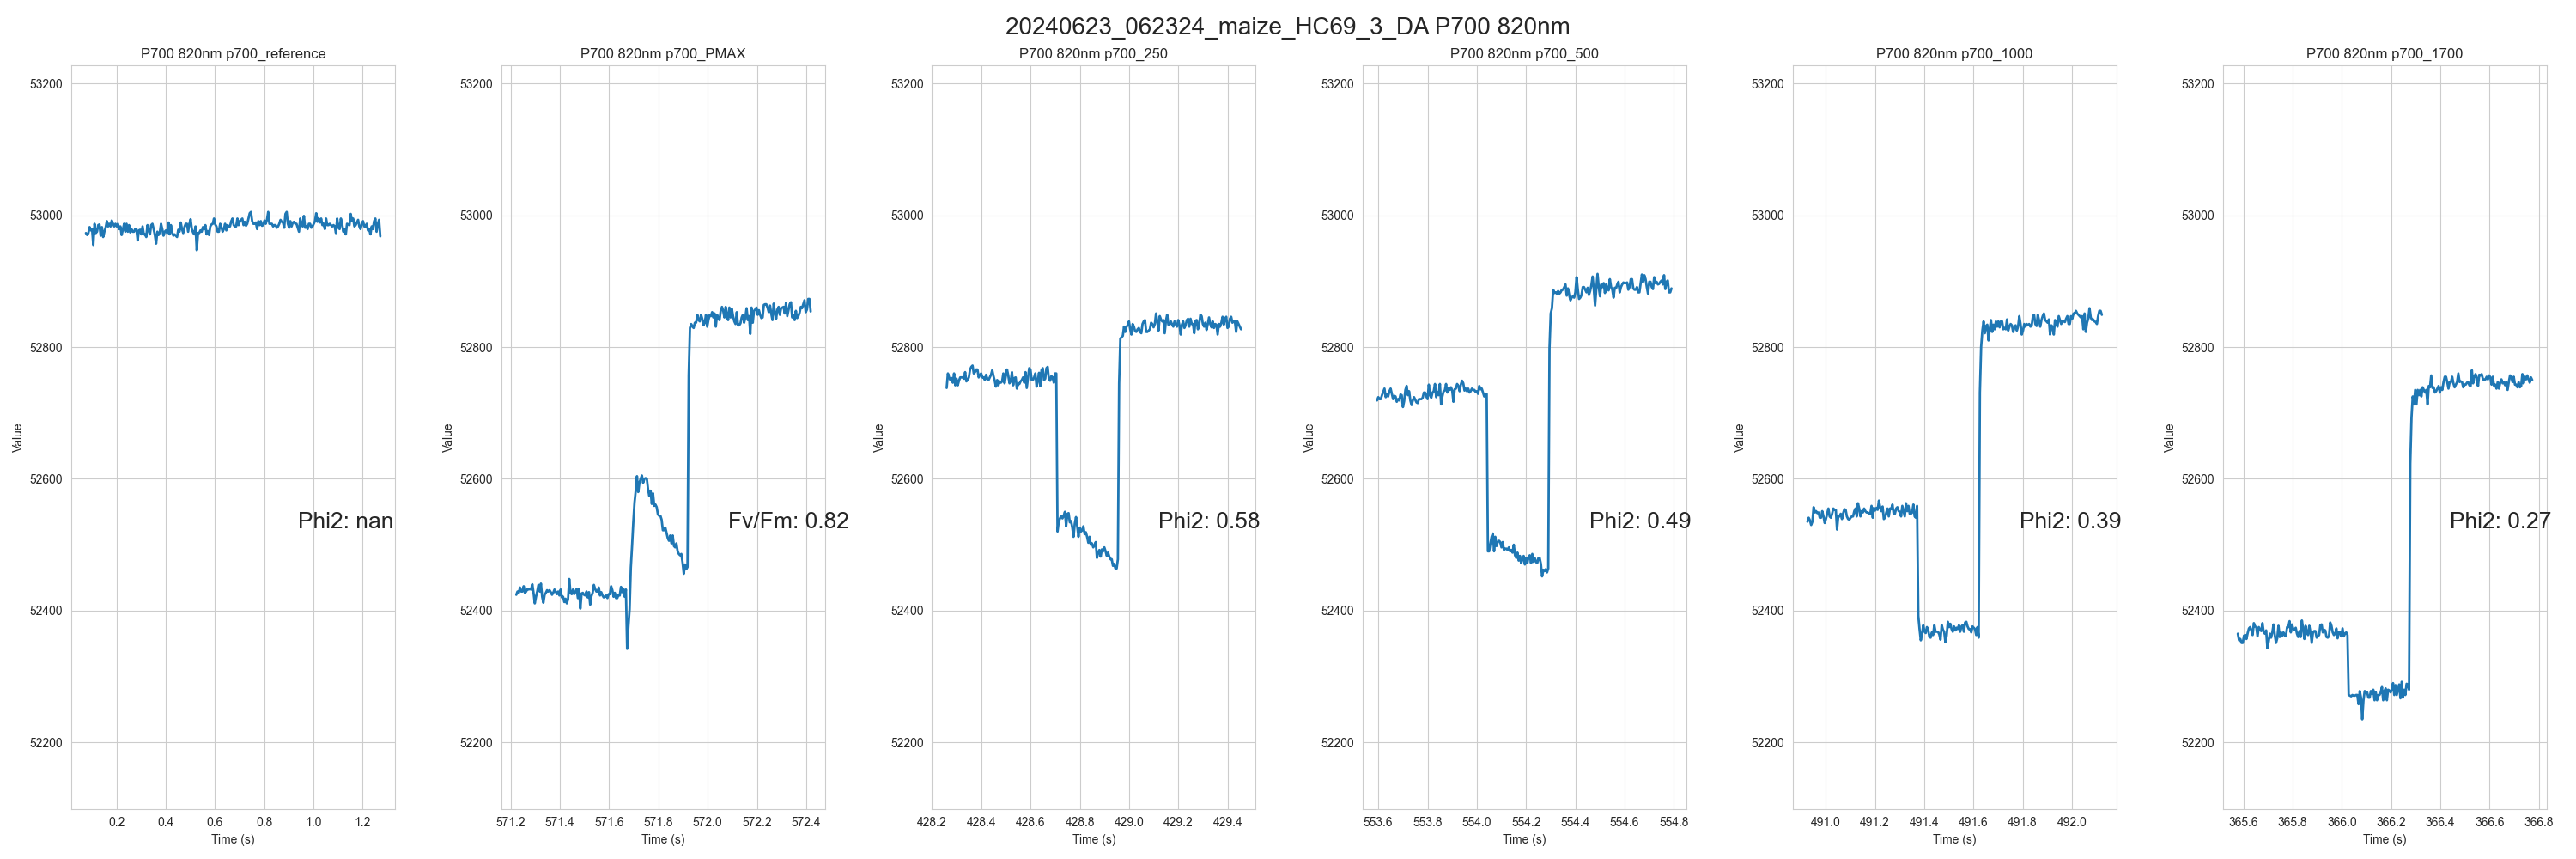 20240623_062324_maize_HC69_3_DA P700 820nm
P700 820nm p700_reference
53200
53000
52800
52600
52400
52200
Value
Phi2: nan
0.2 0.4 0.6 0.8 1.0 1.2
Time (s)
P700 820nm p700_PMAX
53200
53000
52800
52600
52400
52200
Value
Fv/Fm: 0.82
571.2 571.4 571.6 571.8 572.0 572.2 572.4
Time (s)
P700 820nm p700_250
53200
53000
52800
52600
52400
52200
Value
Phi2: 0.58
428.2 428.4 428.6 428.8 429.0 429.2 429.4
Time (s)
P700 820nm p700_500
53200
53000
52800
52600
52400
52200
Value
Phi2: 0.49
553.6 553.8 554.0 554.2 554.4 554.6 554.8
Time (s)
P700 820nm p700_1000
53200
53000
52800
52600
52400
52200
Value
Phi2: 0.39
491.0 491.2 491.4 491.6 491.8 492.0
Time (s)
P700 820nm p700_1700
53200
53000
52800
52600
52400
52200
Value
Phi2: 0.27
365.6 365.8 366.0 366.2 366.4 366.6 366.8
Time (s)